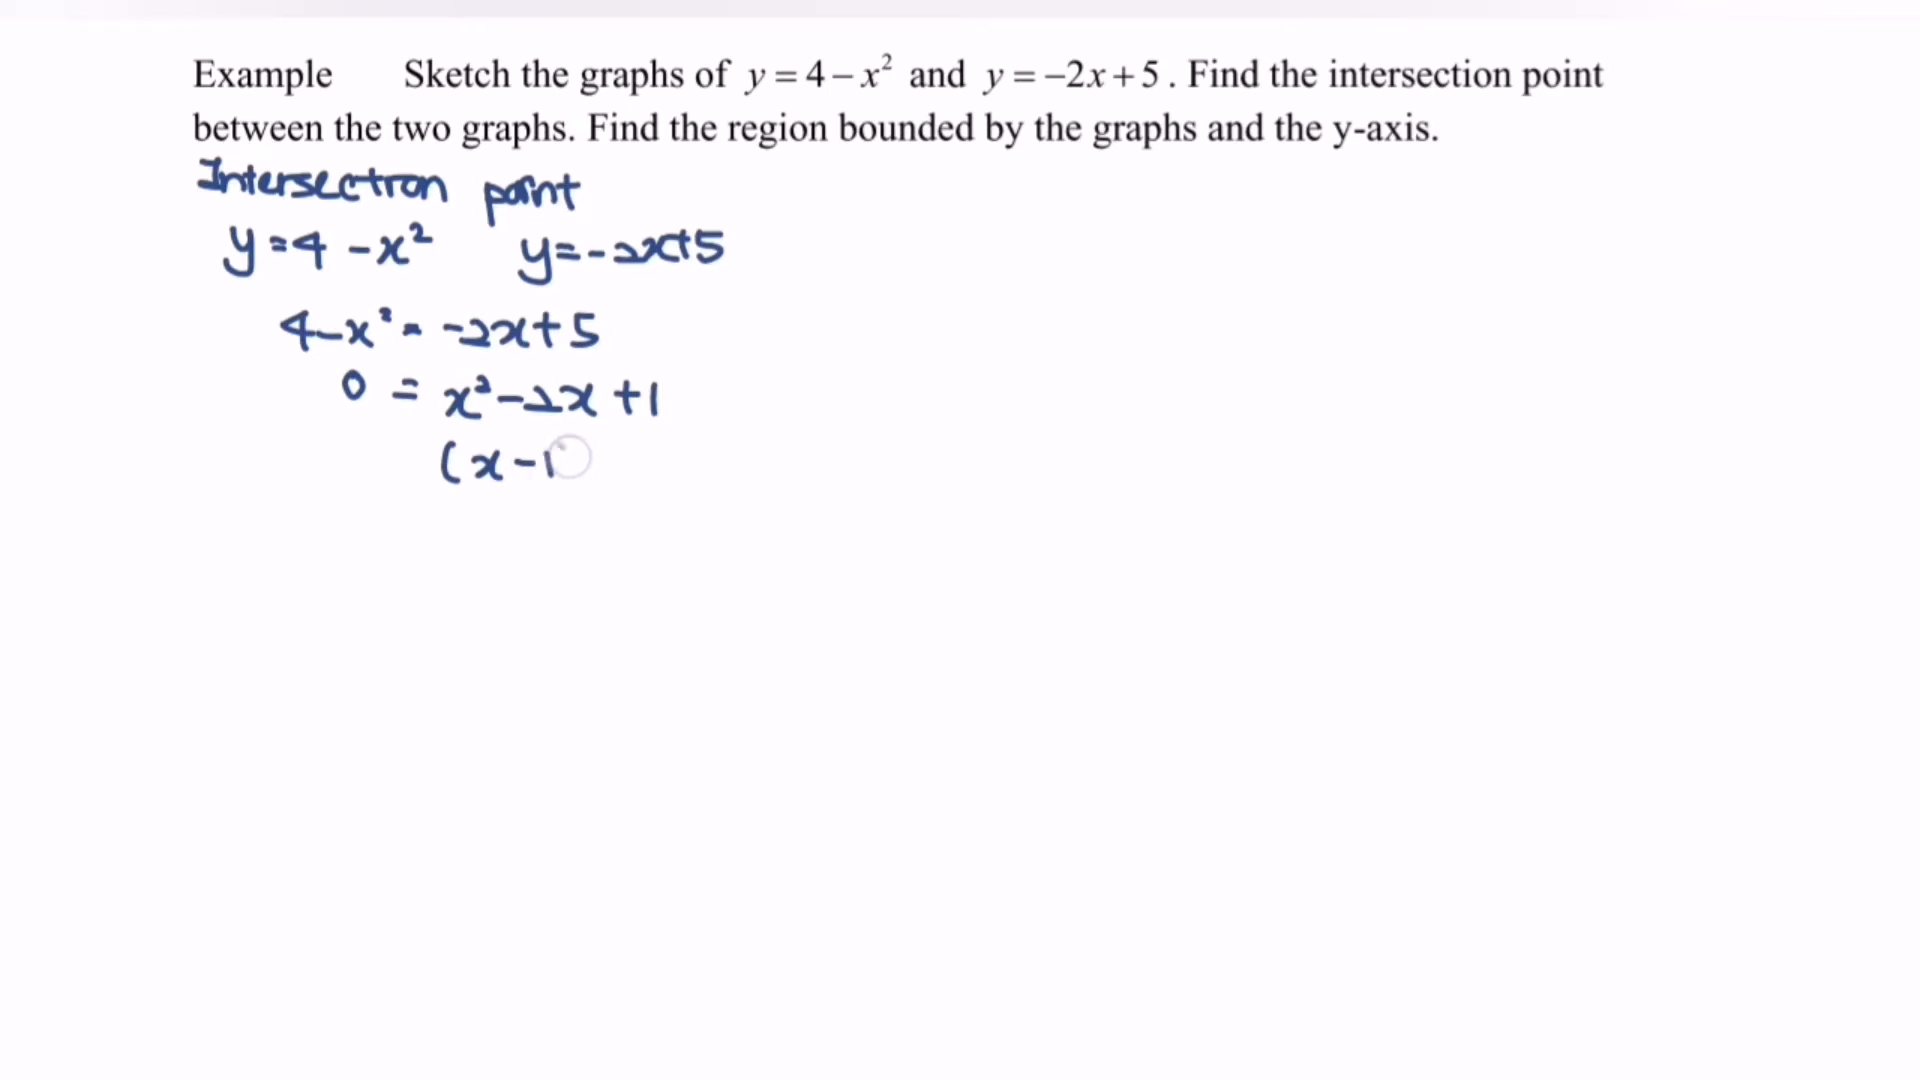 Example Sketch the graphs of y = 4 − x² and y = −2x + 5. Find the intersection point
between the two graphs. Find the region bounded by the graphs and the y-axis.
Intersection point
y = 4 − x² y = −2x+5
4 − x² = −2x + 5
0 = x² − 2x + 1
(x − 1